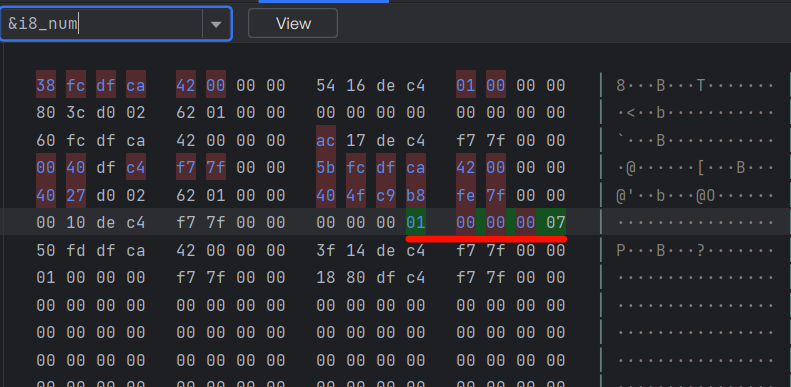 &i8_num View
38 fc df ca 42 00 00 00 54 16 de c4 01 00 00 00 8···B···T·······
80 3c d0 02 62 01 00 00 00 00 00 00 00 00 00 00 ·<··b···········
60 fc df ca 42 00 00 00 ac 17 de c4 f7 7f 00 00 `···B···········
00 40 df c4 f7 7f 00 00 5b fc df ca 42 00 00 00 ·@······[···B···
40 27 d0 02 62 01 00 00 40 4f c9 b8 fe 7f 00 00 @'··b···@O······
00 10 de c4 f7 7f 00 00 00 00 00 01 00 00 00 07 ················
50 fd df ca 42 00 00 00 3f 14 de c4 f7 7f 00 00 P···B···?·······
01 00 00 00 f7 7f 00 00 18 80 df c4 f7 7f 00 00 ················
00 00 00 00 00 00 00 00 00 00 00 00 00 00 00 00 ················
00 00 00 00 00 00 00 00 00 00 00 00 00 00 00 00 ················
00 00 00 00 00 00 00 00 00 00 00 00 00 00 00 00 ················
00 00 00 00 00 00 00 00 00 00 00 00 00 00 00 00 ················